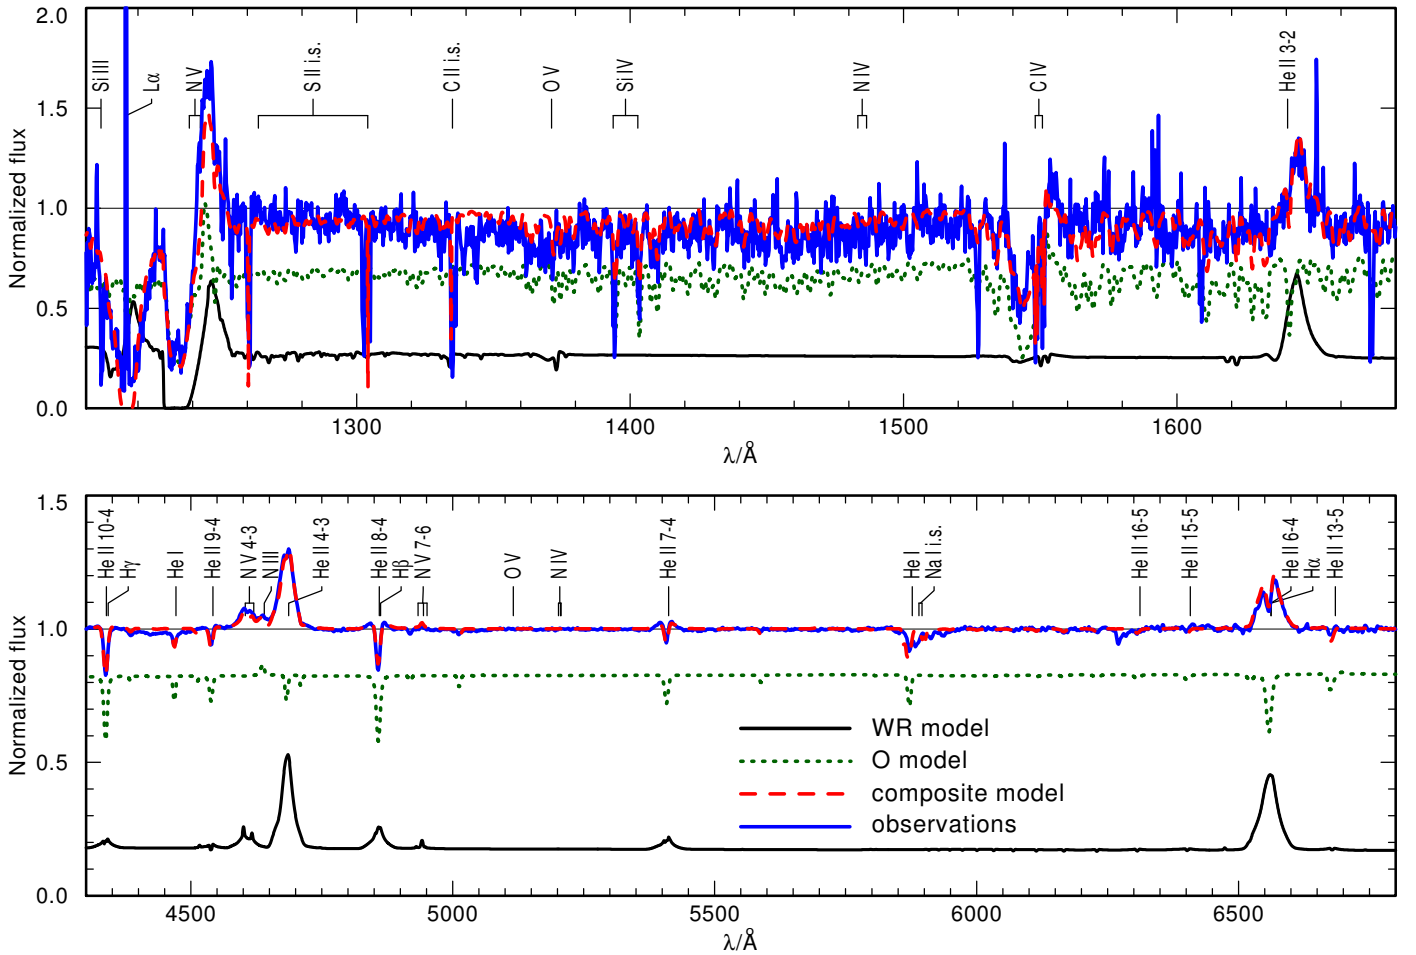 2.0
1.5
1.0
0.5
0.0
Normalized flux
Si III
Lα
N V
S II i.s.
C II i.s.
O V
Si IV
N IV
C IV
He II 3-2
1300
1400
1500
1600
λ/Å
1.5
1.0
0.5
0.0
Normalized flux
He II 10-4
Hγ
He I
He II 9-4
N V 4-3
N III
He II 4-3
He II 8-4
Hβ
N V 7-6
O V
N IV
He II 7-4
He I
Na I i.s.
He II 16-5
He II 15-5
He II 6-4
Hα
He II 13-5
WR model
O model
composite model
observations
4500
5000
5500
6000
6500
λ/Å